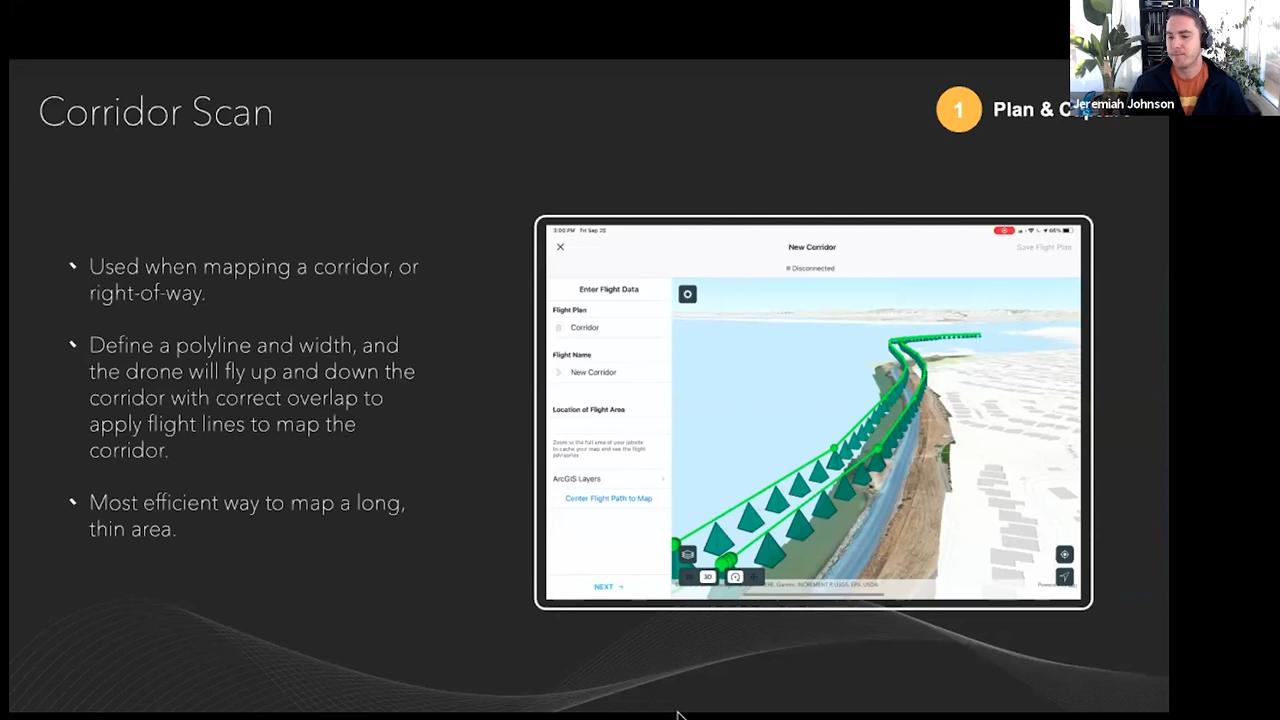 Jeremiah Johnson
Corridor Scan
1 Plan &
Used when mapping a corridor, or
right-of-way.
Define a polyline and width, and
the drone will fly up and down the
corridor with correct overlap to
apply flight lines to map the
corridor.
Most efficient way to map a long,
thin area.
3:00 PM Fri Sep 25
66%
New Corridor
Save Flight Plan
Disconnected
Enter Flight Data
Flight Plan
Corridor
Flight Name
New Corridor
Location of Flight Area
Zoom to the full area of your jobsite
to cache your map and see the flight
advisories
ArcGIS Layers
Center Flight Path to Map
NEXT
3D
Garmin, INCREMENT P, USGS, EPA, USDA